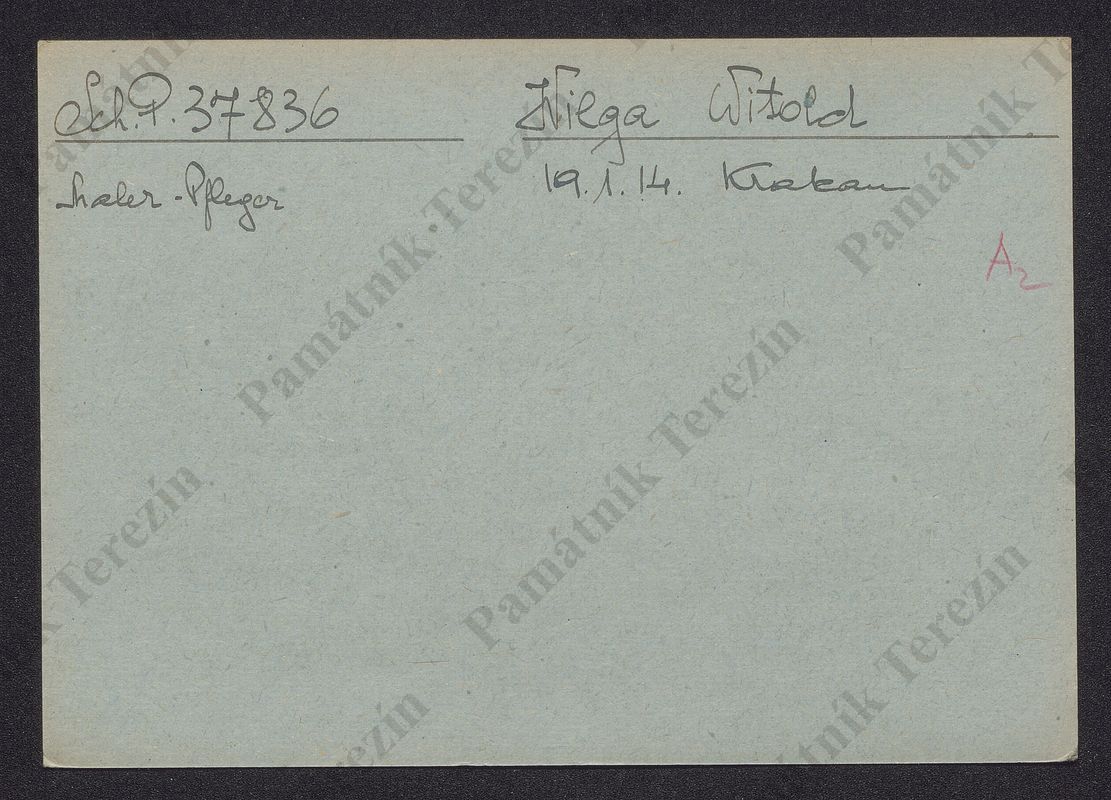 Sch. P. 37836 Wilga Witold
Maler - Pfleger 19.1.14. Krakau
A2
Památník Terezín